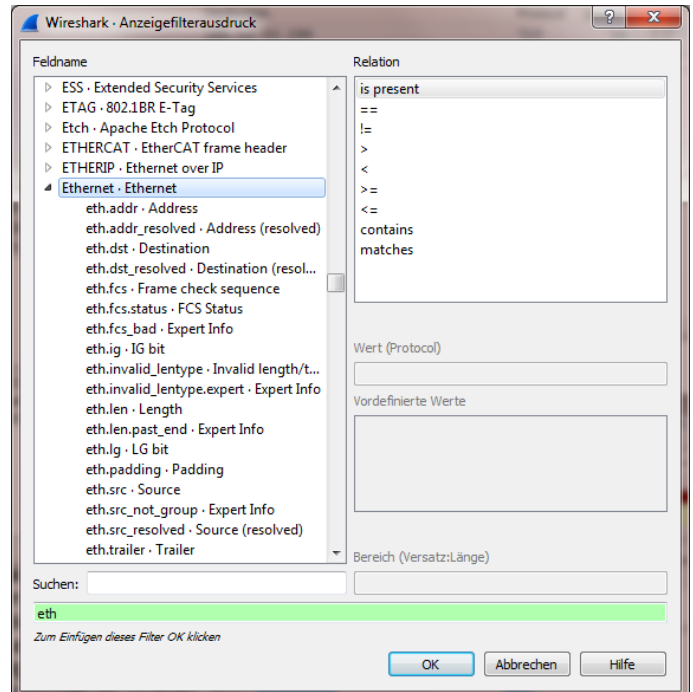 Wireshark · Anzeigefilterausdruck
Feldname
ESS · Extended Security Services
ETAG · 802.1BR E-Tag
Etch · Apache Etch Protocol
ETHERCAT · EtherCAT frame header
ETHERIP · Ethernet over IP
Ethernet · Ethernet
eth.addr · Address
eth.addr_resolved · Address (resolved)
eth.dst · Destination
eth.dst_resolved · Destination (resol...
eth.fcs · Frame check sequence
eth.fcs.status · FCS Status
eth.fcs_bad · Expert Info
eth.ig · IG bit
eth.invalid_lentype · Invalid length/t...
eth.invalid_lentype.expert · Expert Info
eth.len · Length
eth.len.past_end · Expert Info
eth.lg · LG bit
eth.padding · Padding
eth.src · Source
eth.src_not_group · Expert Info
eth.src_resolved · Source (resolved)
eth.trailer · Trailer
Relation
is present
==
!=
>
<
>=
<=
contains
matches
Wert (Protocol)
Vordefinierte Werte
Bereich (Versatz:Länge)
Suchen:
eth
Zum Einfügen dieses Filter OK klicken
OK Abbrechen Hilfe